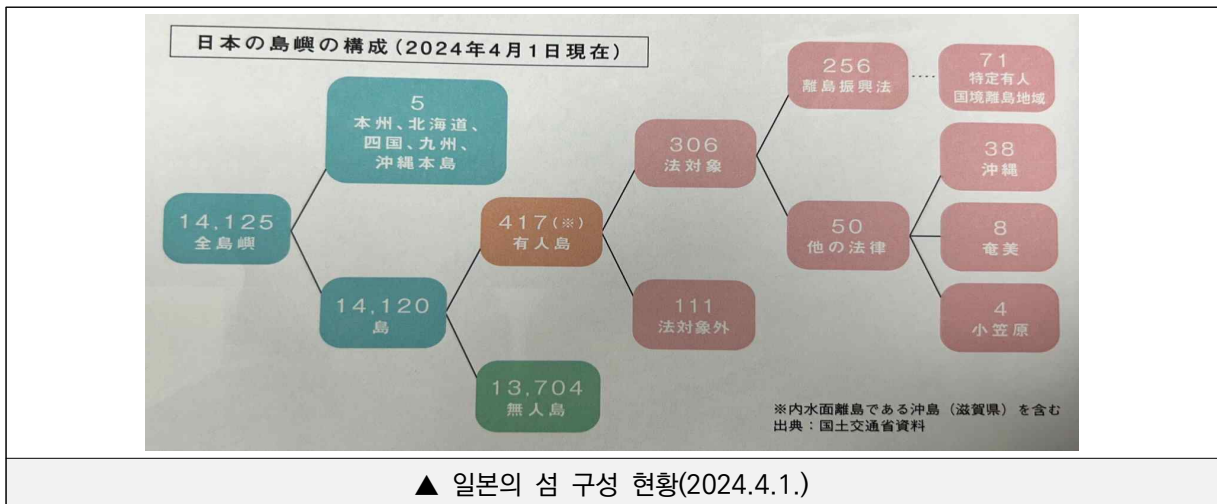 日本の島嶼の構成(2024年4月1日現在)
5
本州、北海道、
四国、九州、
沖縄本島
14,125
全島嶼
14,120
島
417(※)
有人島
13,704
無人島
306
法対象
111
法対象外
256
離島振興法
71
特定有人
国境離島地域
50
他の法律
38
沖縄
8
奄美
4
小笠原
※内水面離島である沖島(滋賀県)を含む
出典:国土交通省資料
▲ 일본의 섬 구성 현황(2024.4.1.)